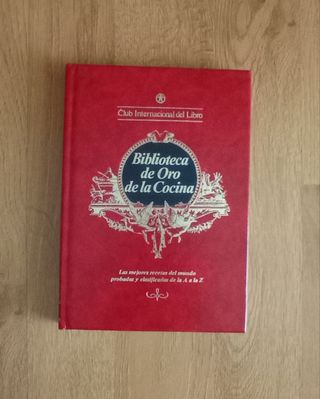 Club Internacional del Libro
Biblioteca
de Oro
de la Cocina
Las mejores recetas del mundo
probadas y clasificadas de la A a la Z